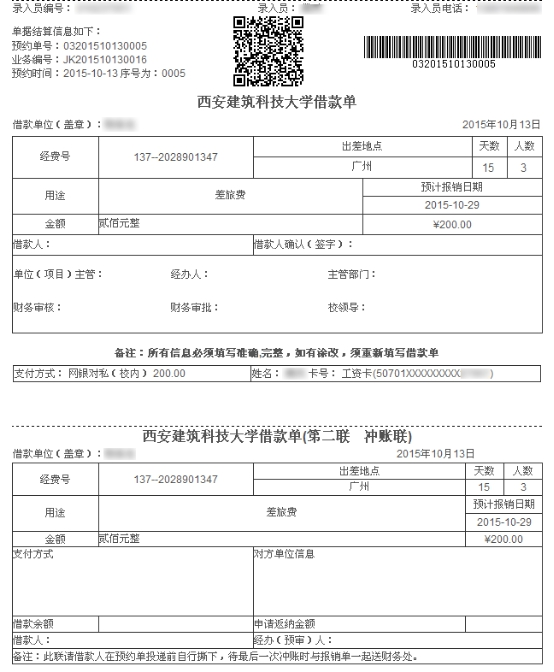 录入员编号： 录入员： 录入员电话：
单据结算信息如下：
预约单号：03201510130005
业务编号：JK201510130016
预约时间：2015-10-13 序号为：0005
03201510130005
西安建筑科技大学借款单
借款单位（盖章）： 2015年10月13日
经费号 137--2028901347 出差地点 天数 人数
广州 15 3
用途 差旅费 预计报销日期
2015-10-29
金额 贰佰元整 ¥200.00
借款人： 借款人确认（签字）：
单位（项目）主管： 经办人： 主管部门：
财务审核： 财务审批： 校领导：
备注：所有信息必须填写准确,完整，如有涂改，须重新填写借款单
支付方式： 网银对私（校内） 200.00 姓名： 卡号： 工资卡(50701XXXXXXXXX )
西安建筑科技大学借款单(第二联 冲账联)
借款单位（盖章）： 2015年10月13日
经费号 137--2028901347 出差地点 天数 人数
广州 15 3
用途 差旅费 预计报销日期
2015-10-29
金额 贰佰元整 ¥200.00
支付方式 对方单位信息
借款余额 申请返纳金额
借款人： 经办（预审）人：
备注：此联请借款人在预约单投递前自行撕下，待最后一次冲账时与报销单一起送财务处。